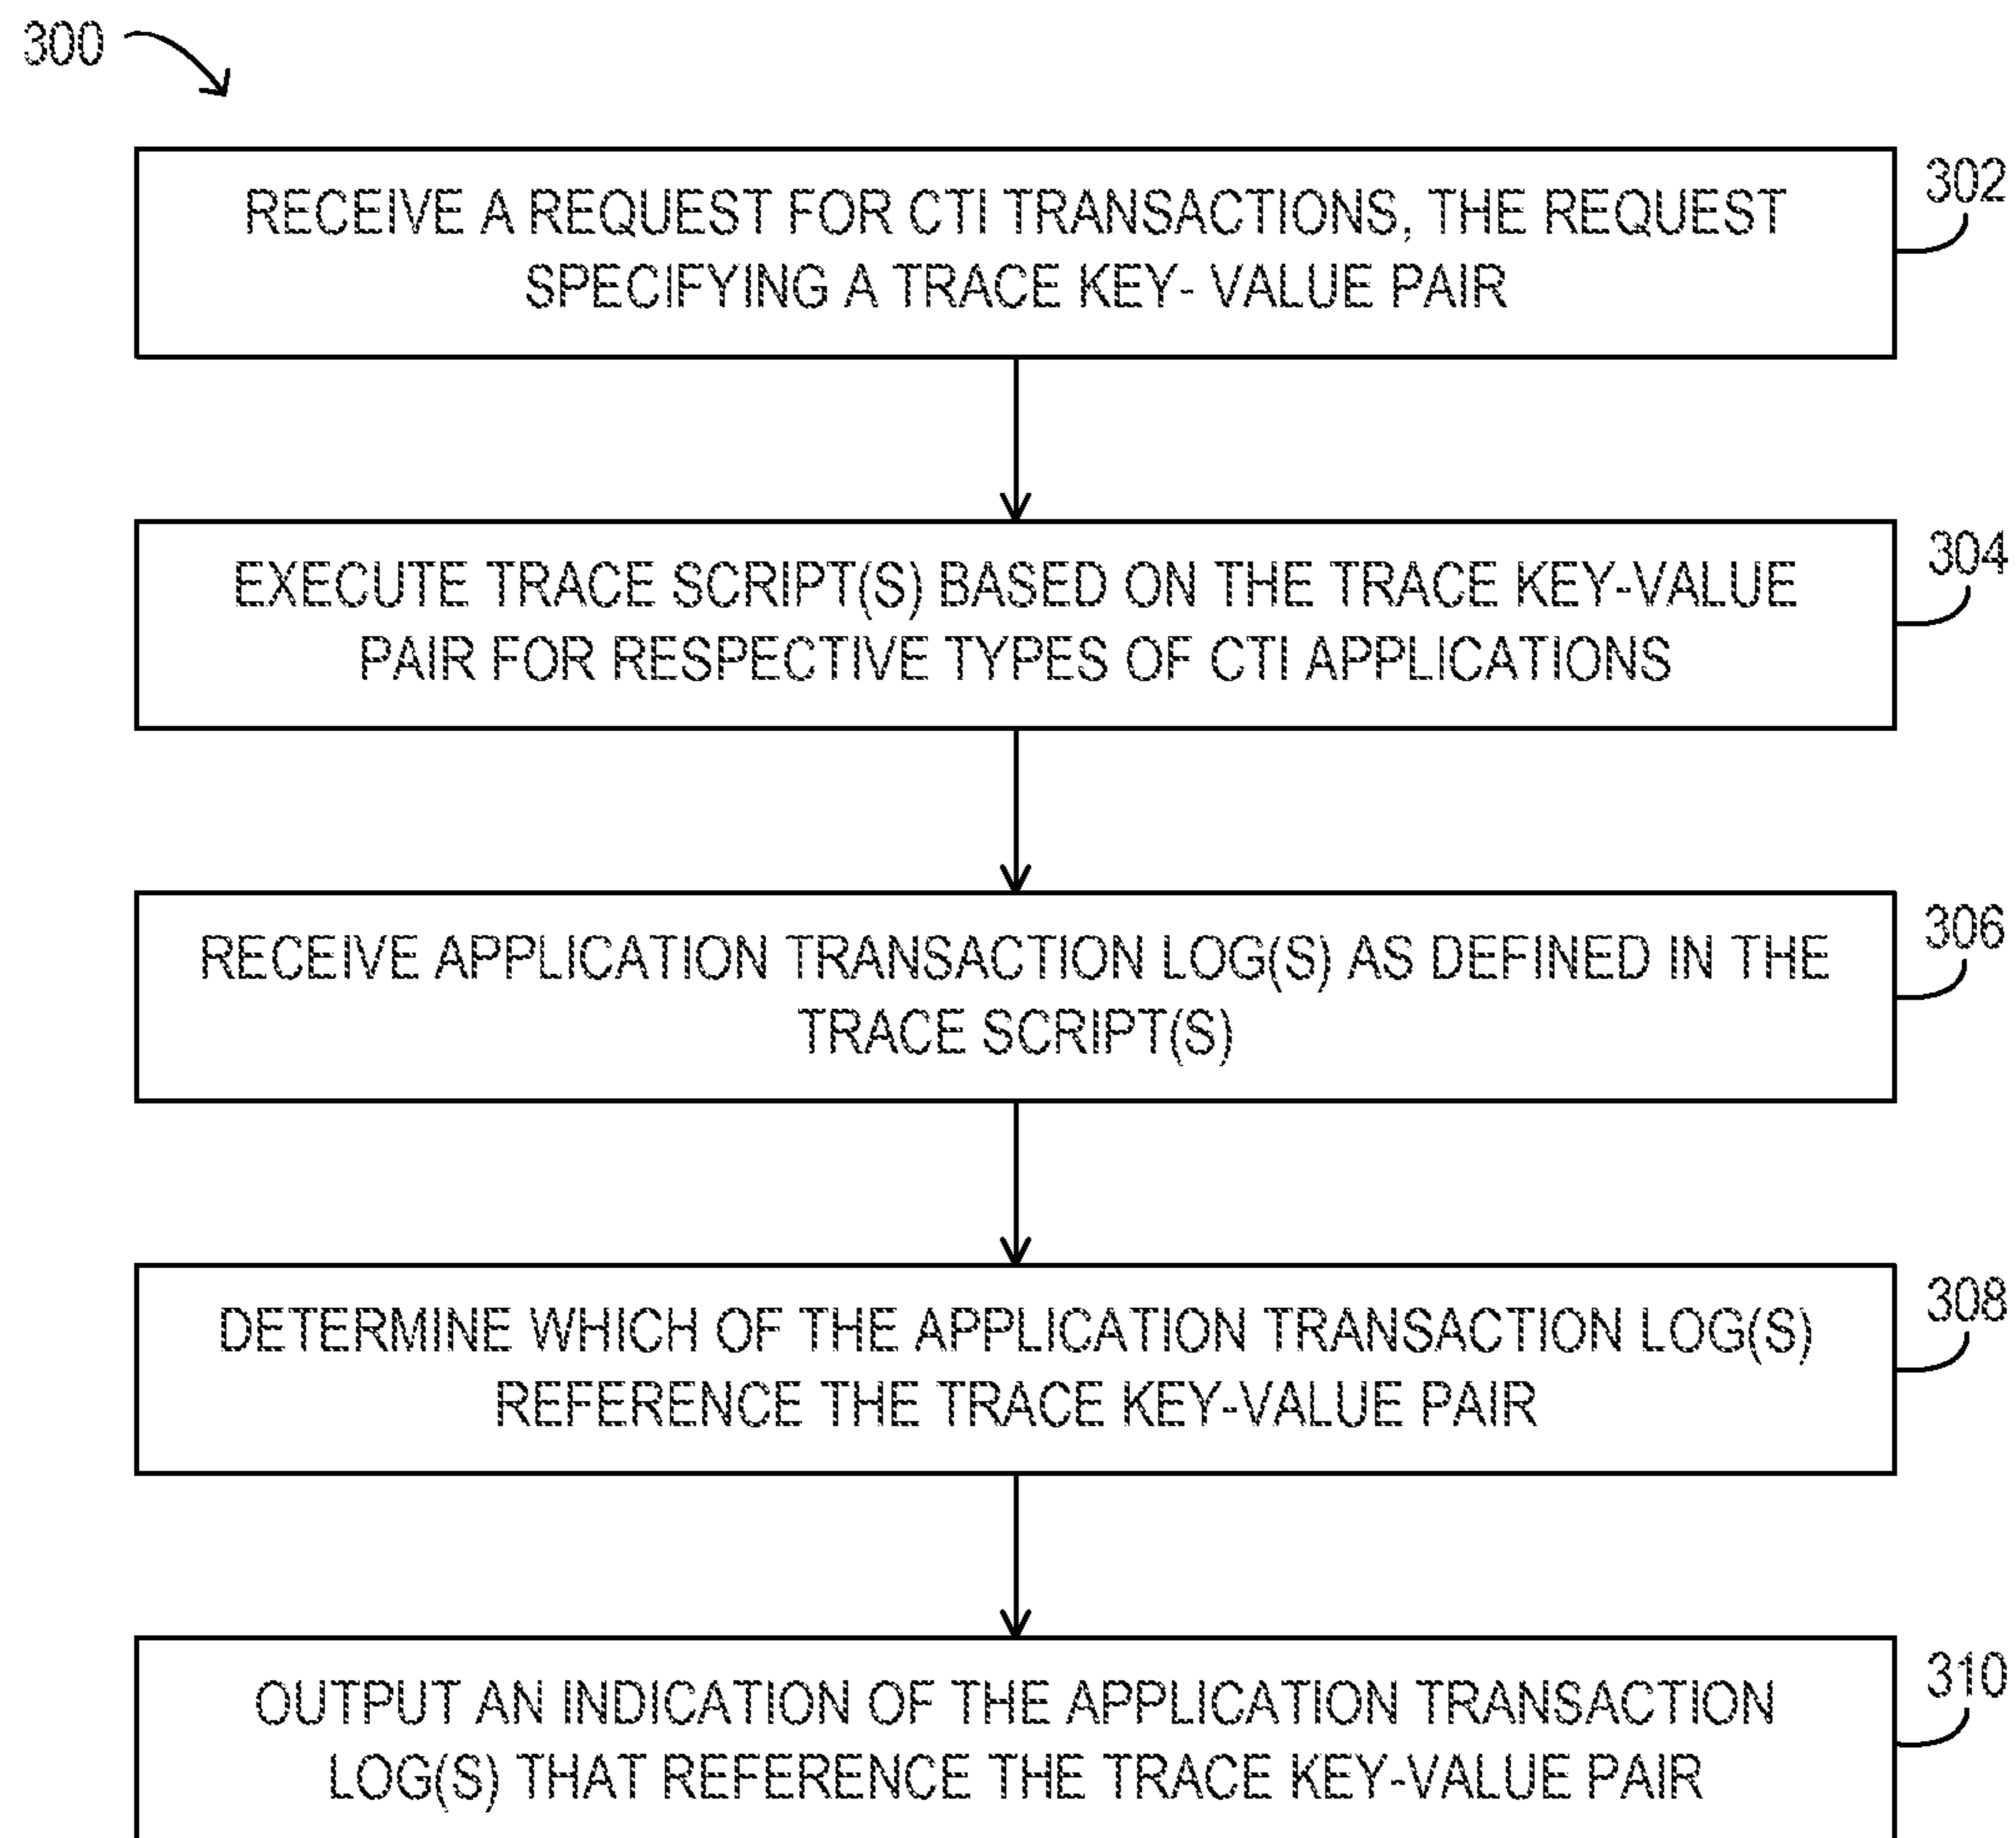 300
RECEIVE A REQUEST FOR CTI TRANSACTIONS, THE REQUEST
SPECIFYING A TRACE KEY- VALUE PAIR
302
EXECUTE TRACE SCRIPT(S) BASED ON THE TRACE KEY-VALUE
PAIR FOR RESPECTIVE TYPES OF CTI APPLICATIONS
304
RECEIVE APPLICATION TRANSACTION LOG(S) AS DEFINED IN THE
TRACE SCRIPT(S)
306
DETERMINE WHICH OF THE APPLICATION TRANSACTION LOG(S)
REFERENCE THE TRACE KEY-VALUE PAIR
308
OUTPUT AN INDICATION OF THE APPLICATION TRANSACTION
LOG(S) THAT REFERENCE THE TRACE KEY-VALUE PAIR
310